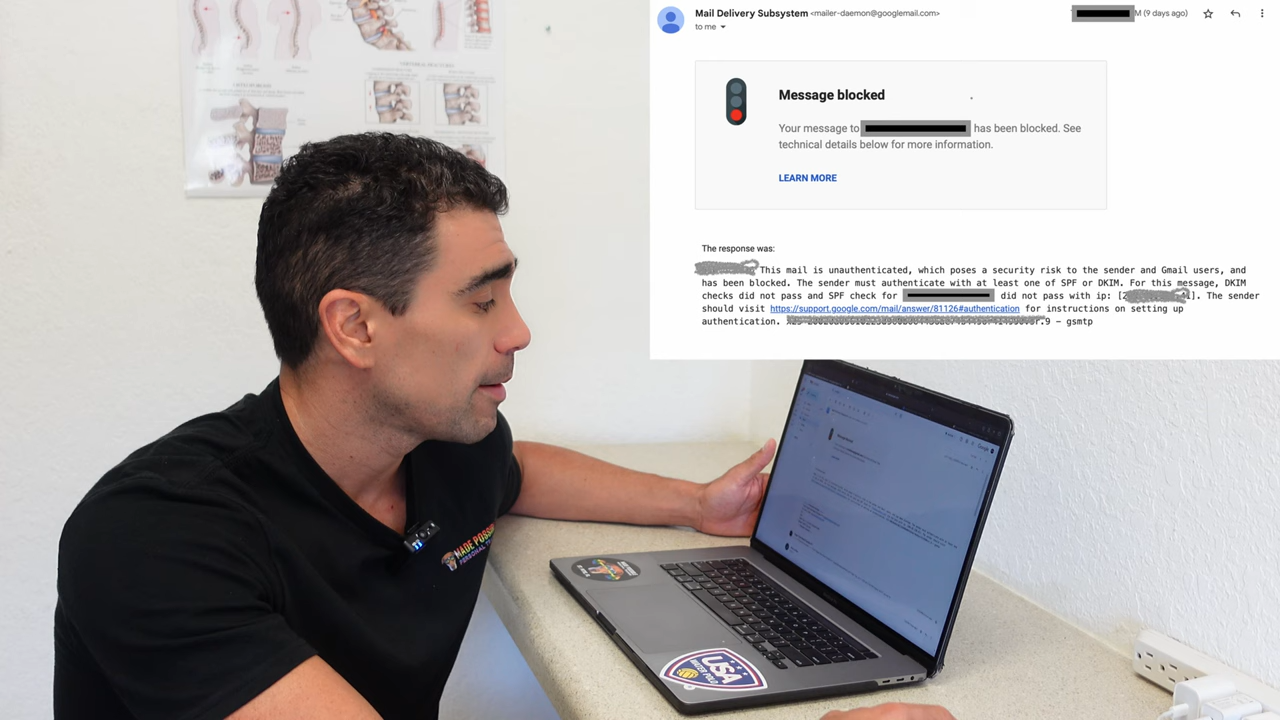 Mail Delivery Subsystem <mailer-daemon@googlemail.com>
M (9 days ago)
to me
Message blocked
Your message to has been blocked. See
technical details below for more information.
LEARN MORE
The response was:
This mail is unauthenticated, which poses a security risk to the sender and Gmail users, and
has been blocked. The sender must authenticate with at least one of SPF or DKIM. For this message, DKIM
checks did not pass and SPF check for did not pass with ip: [ ]. The sender
should visit https://support.google.com/mail/answer/81126#authentication for instructions on setting up
authentication. .9 - gsmtp
MADE POSSIB
PERSONAL
USA
WATER POLO